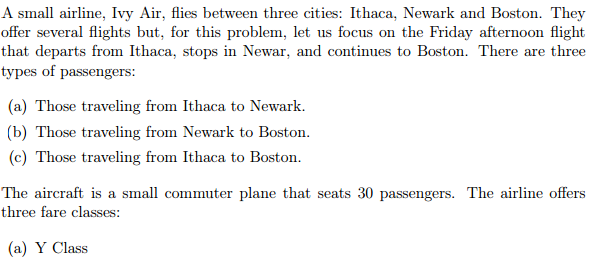 A small airline, Ivy Air, flies between three cities: Ithaca, Newark and Boston. They
offer several flights but, for this problem, let us focus on the Friday afternoon flight
that departs from Ithaca, stops in Newar, and continues to Boston. There are three
types of passengers:
(a) Those traveling from Ithaca to Newark.
(b) Those traveling from Newark to Boston.
(c) Those traveling from Ithaca to Boston.
The aircraft is a small commuter plane that seats 30 passengers. The airline offers
three fare classes:
(a) Y Class